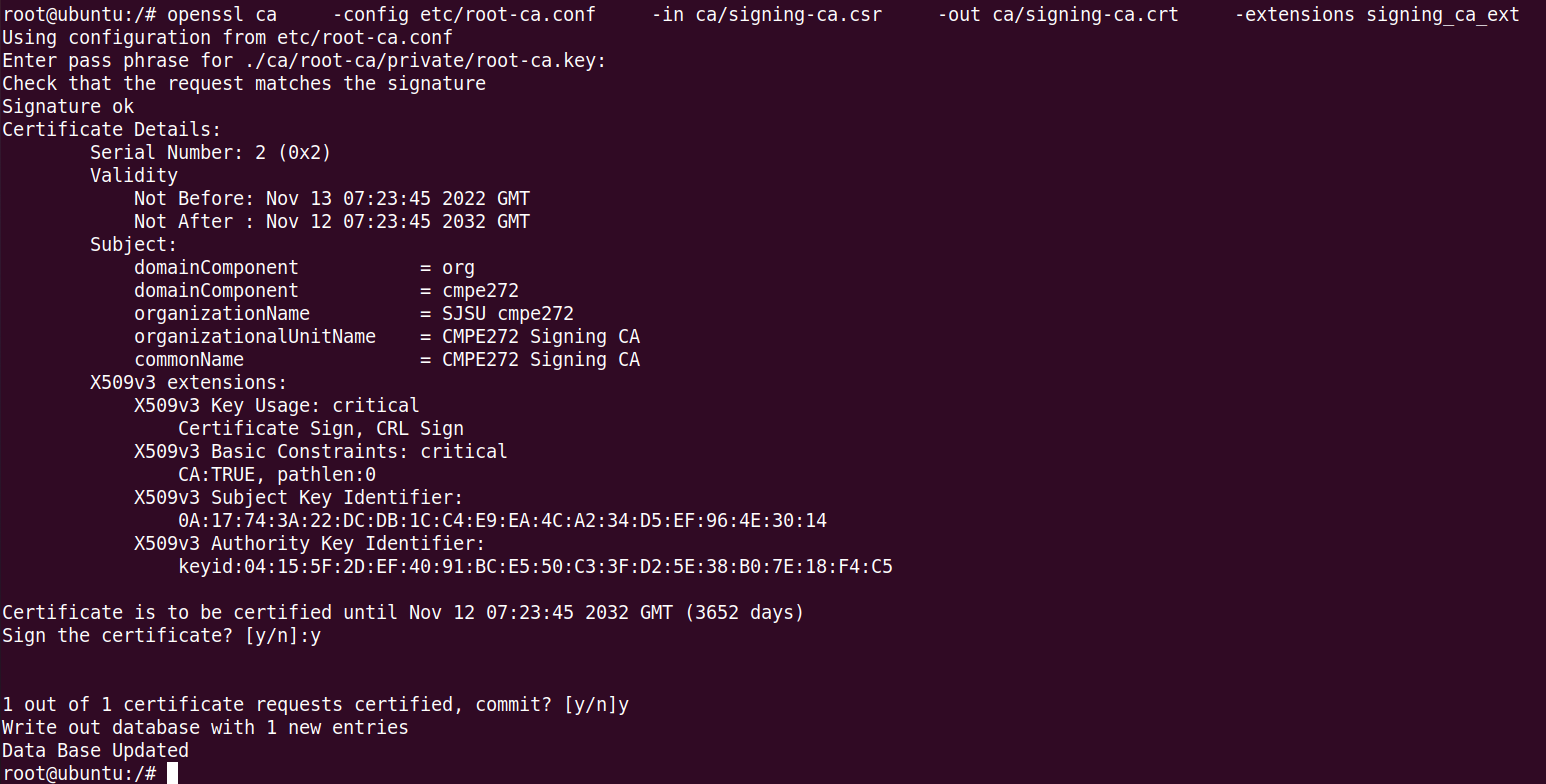 root@ubuntu:/# openssl ca     -config etc/root-ca.conf     -in ca/signing-ca.csr     -out ca/signing-ca.crt     -extensions signing_ca_ext
Using configuration from etc/root-ca.conf
Enter pass phrase for ./ca/root-ca/private/root-ca.key:
Check that the request matches the signature
Signature ok
Certificate Details:
        Serial Number: 2 (0x2)
        Validity
            Not Before: Nov 13 07:23:45 2022 GMT
            Not After : Nov 12 07:23:45 2032 GMT
        Subject:
            domainComponent           = org
            domainComponent           = cmpe272
            organizationName          = SJSU cmpe272
            organizationalUnitName    = CMPE272 Signing CA
            commonName                = CMPE272 Signing CA
        X509v3 extensions:
            X509v3 Key Usage: critical
                Certificate Sign, CRL Sign
            X509v3 Basic Constraints: critical
                CA:TRUE, pathlen:0
            X509v3 Subject Key Identifier:
                0A:17:74:3A:22:DC:DB:1C:C4:E9:EA:4C:A2:34:D5:EF:96:4E:30:14
            X509v3 Authority Key Identifier:
                keyid:04:15:5F:2D:EF:40:91:BC:E5:50:C3:3F:D2:5E:38:B0:7E:18:F4:C5

Certificate is to be certified until Nov 12 07:23:45 2032 GMT (3652 days)
Sign the certificate? [y/n]:y


1 out of 1 certificate requests certified, commit? [y/n]y
Write out database with 1 new entries
Data Base Updated
root@ubuntu:/#